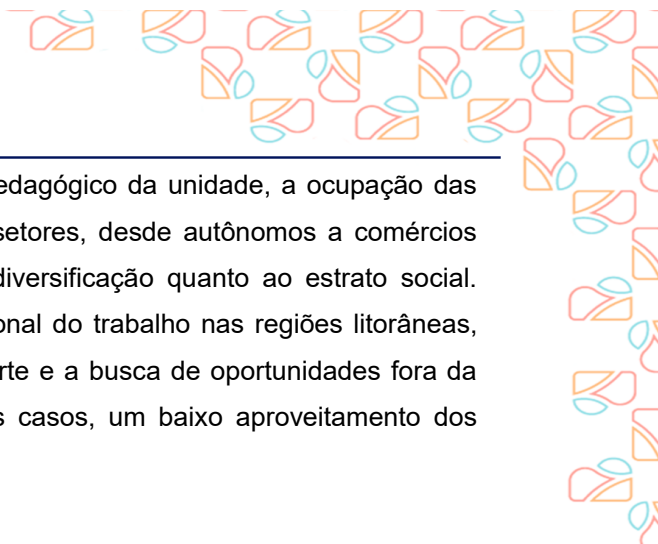 edagógico da unidade, a ocupação das
setores, desde autônomos a comércios
diversificação quanto ao estrato social.
onal do trabalho nas regiões litorâneas,
rte e a busca de oportunidades fora da
s casos, um baixo aproveitamento dos